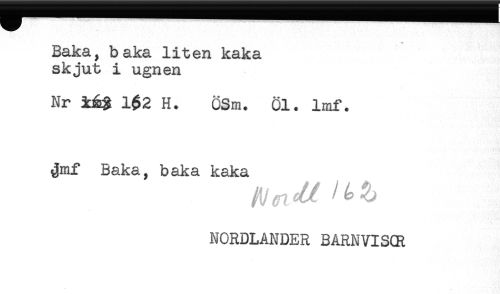 Baka, baka liten kaka
skjut i ugnen
Nr 162 H. ÖSm. Öl. lmf.
Jmf Baka, baka kaka
Nordl 162
NORDLANDER BARNVISOR